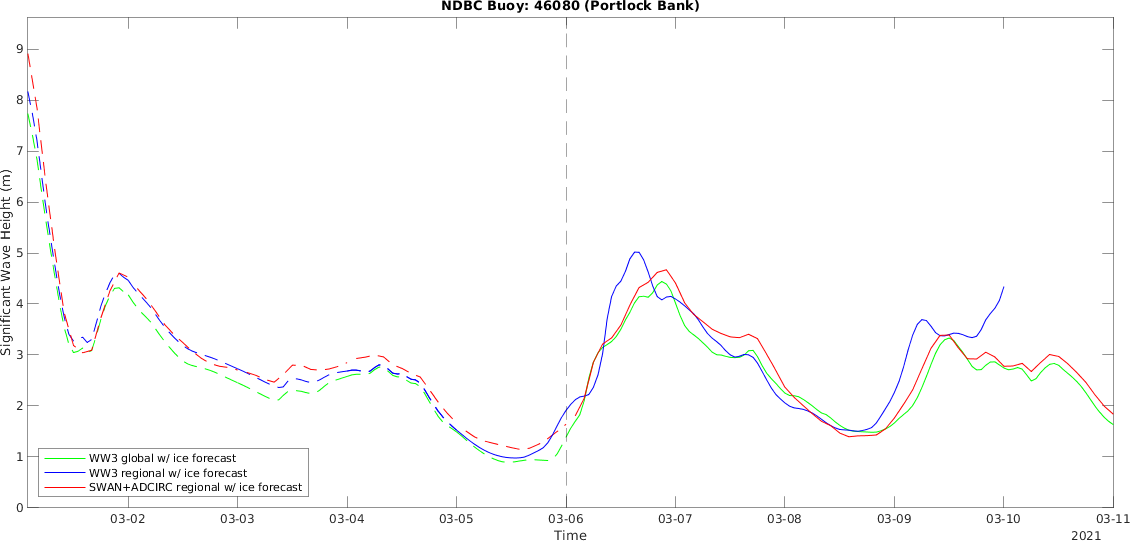 NDBC Buoy: 46080 (Portlock Bank)
9
8
7
6
5
4
3
2
1
0
Significant Wave Height (m)
WW3 global w/ ice forecast
WW3 regional w/ ice forecast
SWAN+ADCIRC regional w/ ice forecast
03-02 03-03 03-04 03-05 03-06 03-07 03-08 03-09 03-10 03-11
Time
2021